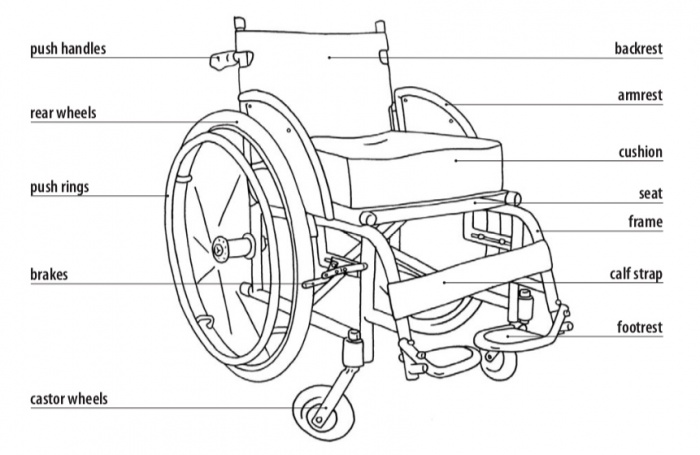 push handles
rear wheels
push rings
brakes
castor wheels
backrest
armrest
cushion
seat
frame
calf strap
footrest